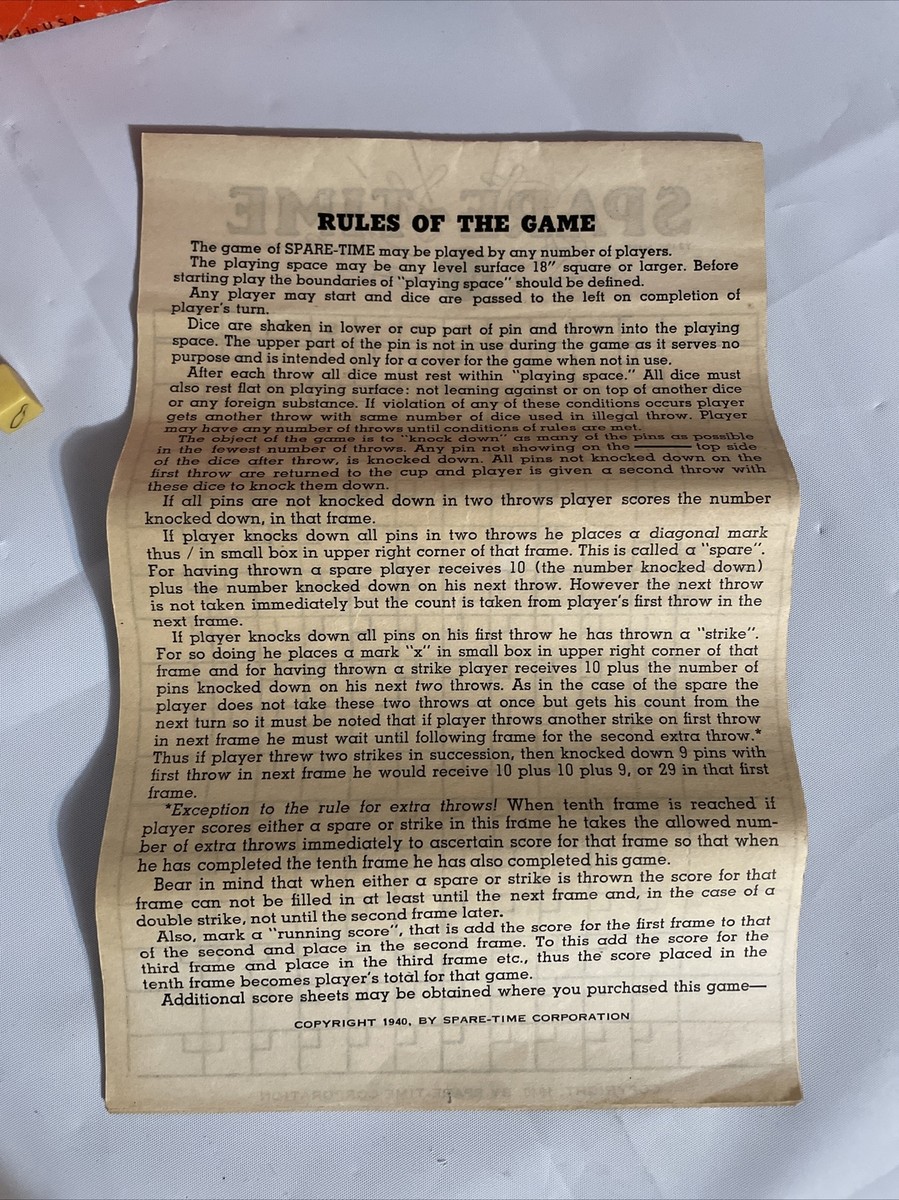 ed in U S A
SPARE TIME
RULES OF THE GAME
The game of SPARE-TIME may be played by any number of players.
The playing space may be any level surface 18" square or larger. Before
starting play the boundaries of "playing space" should be defined.
Any player may start and dice are passed to the left on completion of
player's turn.
Dice are shaken in lower or cup part of pin and thrown into the playing
space. The upper part of the pin is not in use during the game as it serves no
purpose and is intended only for a cover for the game when not in use.
After each throw all dice must rest within "playing space." All dice must
also rest flat on playing surface: not leaning against or on top of another dice
or any foreign substance. If violation of any of these conditions occurs player
gets another throw with same number of dice used in illegal throw. Player
may have any number of throws until conditions of rules are met.
The object of the game is to "knock down" as many of the pins as possible
in the fewest number of throws. Any pin not showing on the ——— top side
of the dice after throw, is knocked down. All pins not knocked down on the
first throw are returned to the cup and player is given a second throw with
these dice to knock them down.
If all pins are not knocked down in two throws player scores the number
knocked down, in that frame.
If player knocks down all pins in two throws he places a diagonal mark
thus / in small box in upper right corner of that frame. This is called a "spare".
For having thrown a spare player receives 10 (the number knocked down)
plus the number knocked down on his next throw. However the next throw
is not taken immediately but the count is taken from player's first throw in the
next frame.
If player knocks down all pins on his first throw he has thrown a "strike".
For so doing he places a mark "x" in small box in upper right corner of that
frame and for having thrown a strike player receives 10 plus the number of
pins knocked down on his next two throws. As in the case of the spare the
player does not take these two throws at once but gets his count from the
next turn so it must be noted that if player throws another strike on first throw
in next frame he must wait until following frame for the second extra throw.*
Thus if player threw two strikes in succession, then knocked down 9 pins with
first throw in next frame he would receive 10 plus 10 plus 9, or 29 in that first
frame.
*Exception to the rule for extra throws! When tenth frame is reached if
player scores either a spare or strike in this frame he takes the allowed num-
ber of extra throws immediately to ascertain score for that frame so that when
he has completed the tenth frame he has also completed his game.
Bear in mind that when either a spare or strike is thrown the score for that
frame can not be filled in at least until the next frame and, in the case of a
double strike, not until the second frame later.
Also, mark a "running score", that is add the score for the first frame to that
of the second and place in the second frame. To this add the score for the
third frame and place in the third frame etc., thus the score placed in the
tenth frame becomes player's total for that game.
Additional score sheets may be obtained where you purchased this game—
COPYRIGHT 1940, BY SPARE-TIME CORPORATION